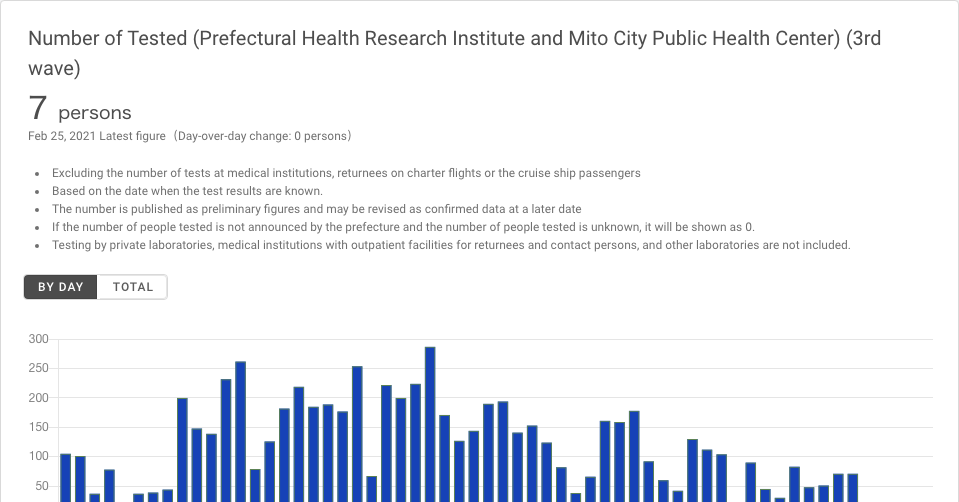 Number of Tested (Prefectural Health Research Institute and Mito City Public Health Center) (3rd
wave)
7 persons
Feb 25, 2021 Latest figure（Day-over-day change: 0 persons）
• Excluding the number of tests at medical institutions, returnees on charter flights or the cruise ship passengers
• Based on the date when the test results are known.
• The number is published as preliminary figures and may be revised as confirmed data at a later date
• If the number of people tested is not announced by the prefecture and the number of people tested is unknown, it will be shown as 0.
• Testing by private laboratories, medical institutions with outpatient facilities for returnees and contact persons, and other laboratories are not included.
BY DAY TOTAL
300
250
200
150
100
50